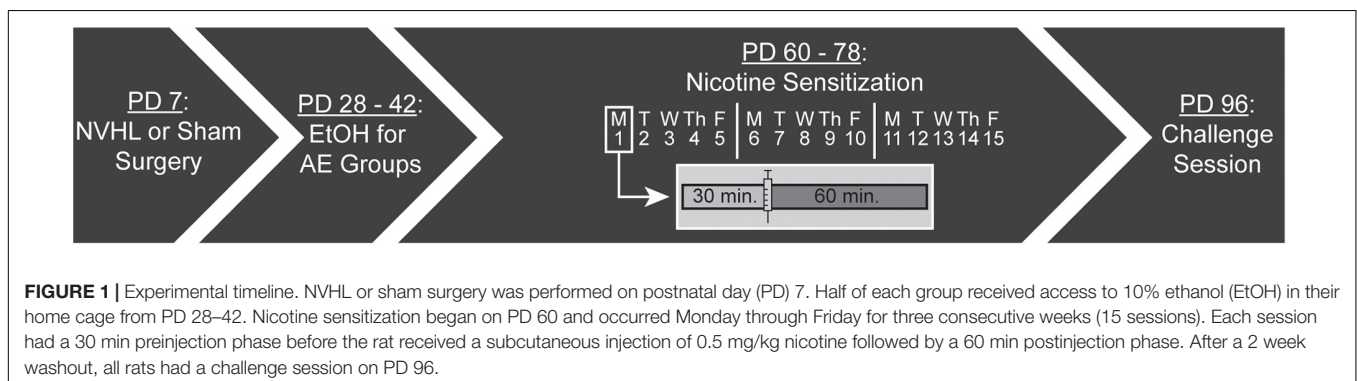 PD 7:
NVHL or Sham
Surgery
PD 28 - 42:
EtOH for
AE Groups
PD 60 - 78:
Nicotine Sensitization
M T W Th F M T W Th F M T W Th F
1 2 3 4 5 6 7 8 9 10 11 12 13 14 15
30 min. 60 min.
PD 96:
Challenge
Session
FIGURE 1 | Experimental timeline. NVHL or sham surgery was performed on postnatal day (PD) 7. Half of each group received access to 10% ethanol (EtOH) in their
home cage from PD 28–42. Nicotine sensitization began on PD 60 and occurred Monday through Friday for three consecutive weeks (15 sessions). Each session
had a 30 min preinjection phase before the rat received a subcutaneous injection of 0.5 mg/kg nicotine followed by a 60 min postinjection phase. After a 2 week
washout, all rats had a challenge session on PD 96.